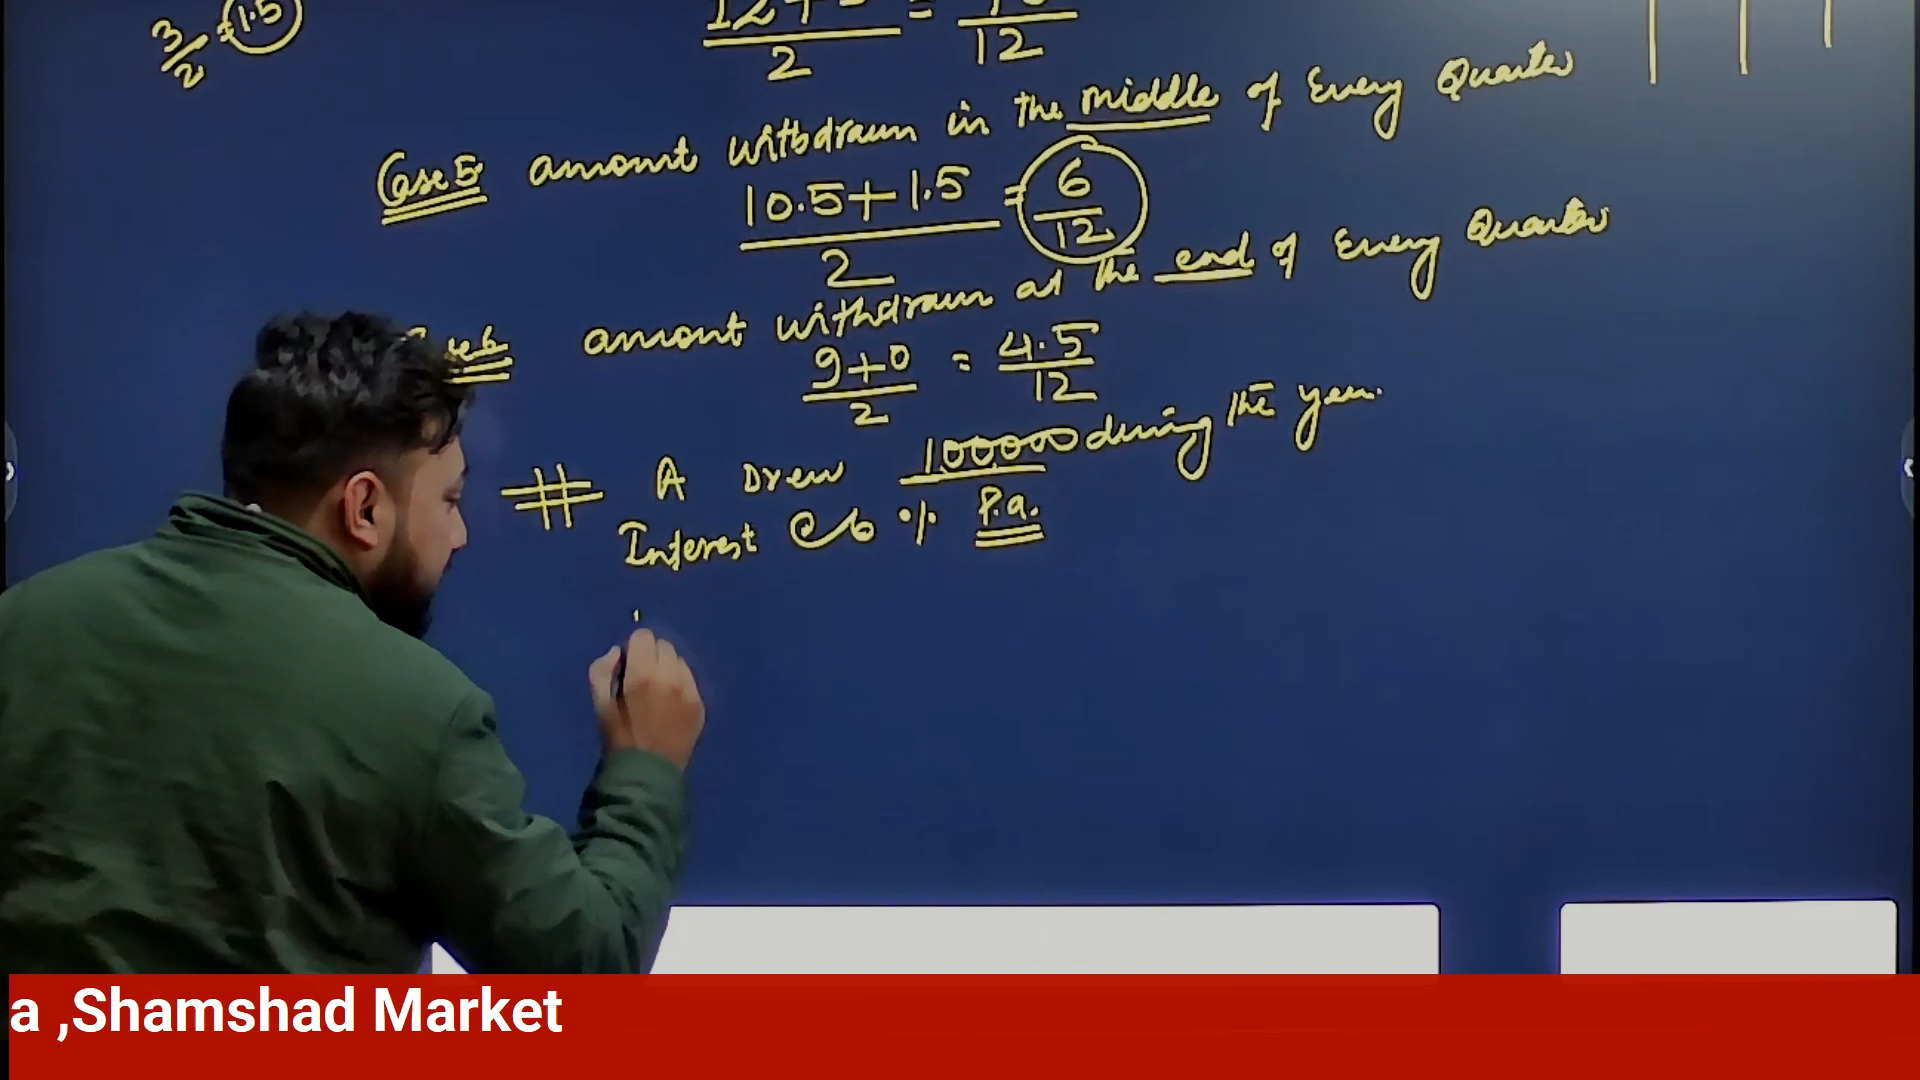 3/2 = 1.5
12+
2
=
12
Case 5 amount withdrawn in the middle of Every Quarter
10.5+1.5
2
= 6/12
amount withdrawn at the end of Every Quarter
9+0
2
= 4.5/12
# A Drew 100000 during the year.
Interest @ 6 % P.a.
a ,Shamshad Market